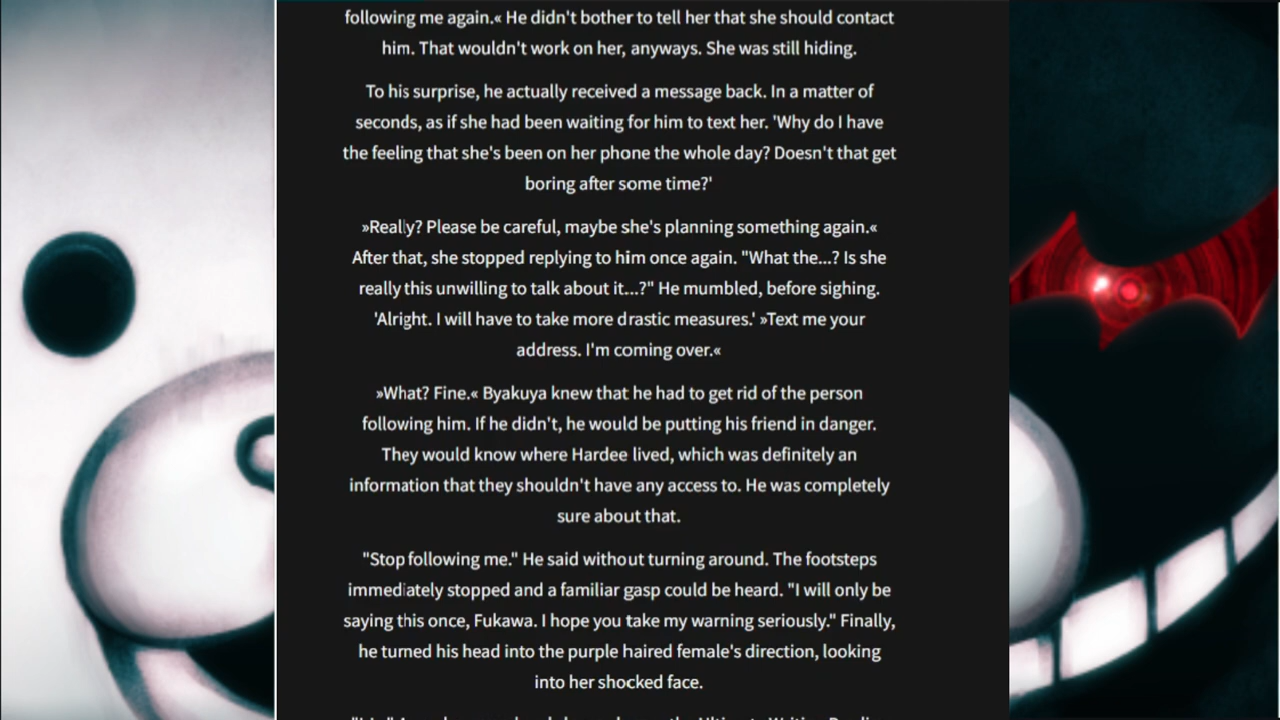 following me again.« He didn't bother to tell her that she should contact
him. That wouldn't work on her, anyways. She was still hiding.
To his surprise, he actually received a message back. In a matter of
seconds, as if she had been waiting for him to text her. 'Why do I have
the feeling that she's been on her phone the whole day? Doesn't that get
boring after some time?'
»Really? Please be careful, maybe she's planning something again.«
After that, she stopped replying to him once again. "What the...? Is she
really this unwilling to talk about it...?" He mumbled, before sighing.
'Alright. I will have to take more drastic measures.' »Text me your
address. I'm coming over.«
»What? Fine.« Byakuya knew that he had to get rid of the person
following him. If he didn't, he would be putting his friend in danger.
They would know where Hardee lived, which was definitely an
information that they shouldn't have any access to. He was completely
sure about that.
"Stop following me." He said without turning around. The footsteps
immediately stopped and a familiar gasp could be heard. "I will only be
saying this once, Fukawa. I hope you take my warning seriously." Finally,
he turned his head into the purple haired female's direction, looking
into her shocked face.